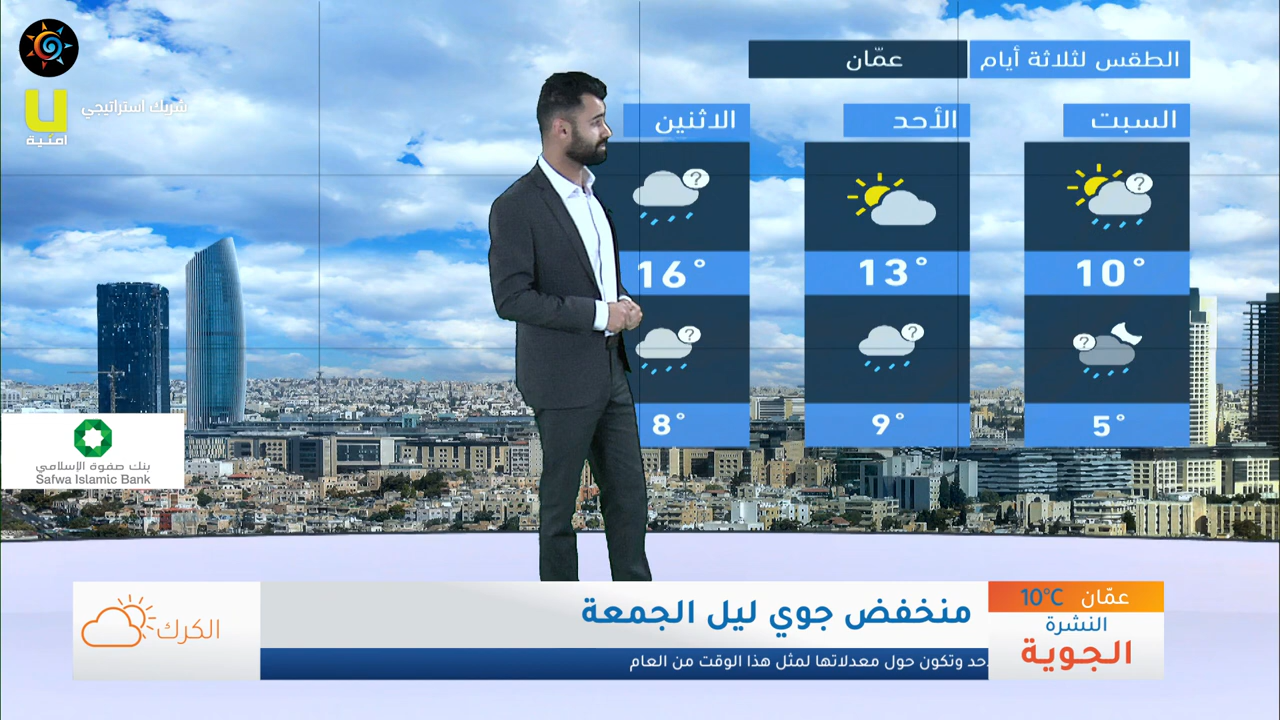 شريك استراتيجي
امنية
الطقس لثلاثة أيام
عمّان
السبت
الأحد
الاثنين
?
?
10°
13°
16°
?
?
?
5°
9°
8°
بنك صفوة الإسلامي
Safwa Islamic Bank
عمّان 10°C
النشرة
الجوية
منخفض جوي ليل الجمعة
حد وتكون حول معدلاتها لمثل هذا الوقت من العام
الكرك